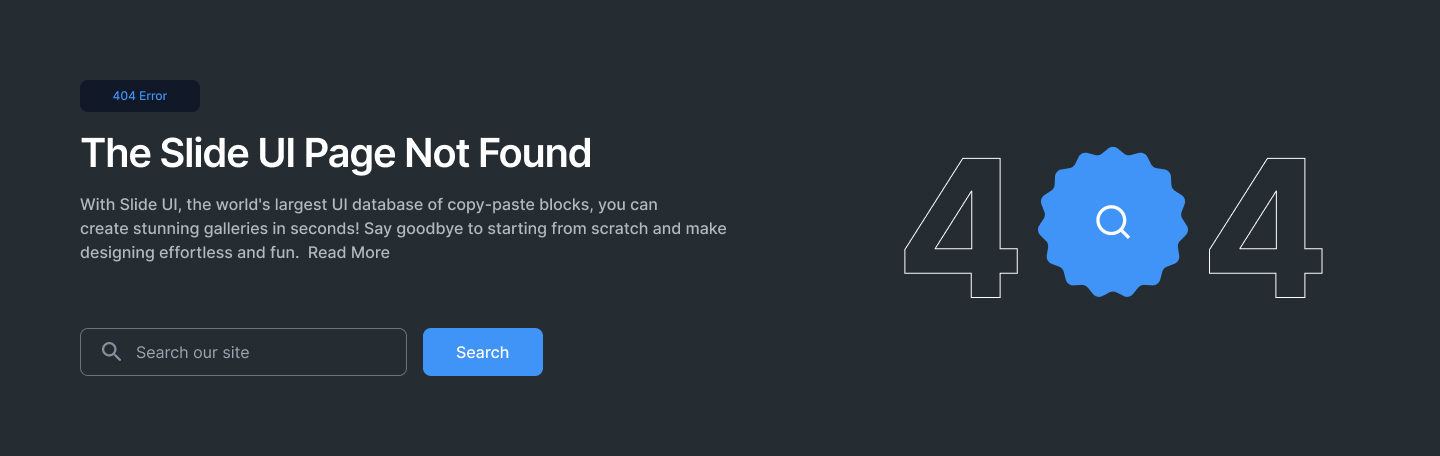 404 Error
The Slide UI Page Not Found
With Slide UI, the world's largest UI database of copy-paste blocks, you can
create stunning galleries in seconds! Say goodbye to starting from scratch and make
designing effortless and fun.  Read More
Search our site
Search
4 4